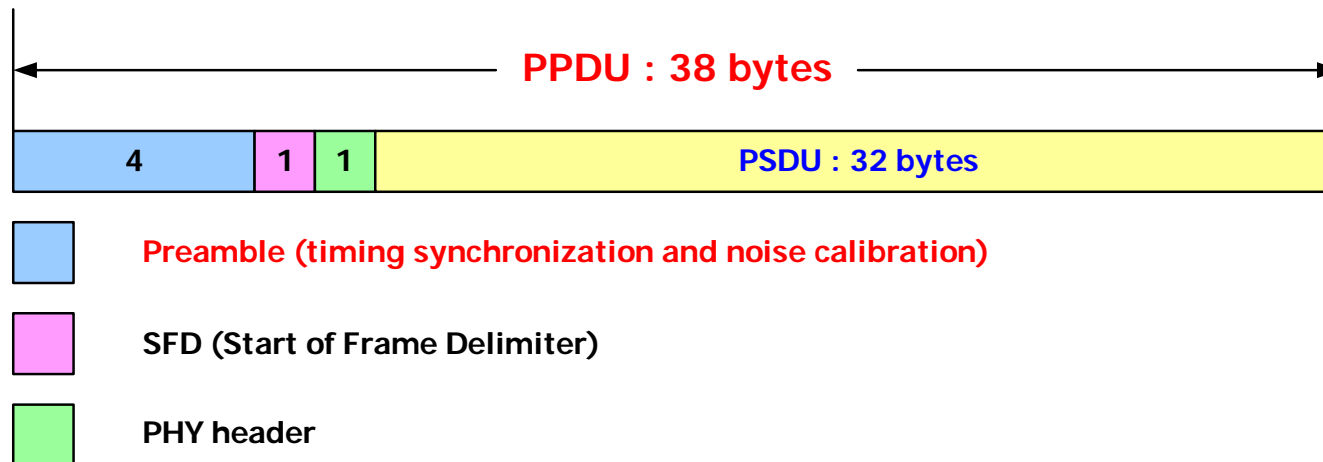 PPDU : 38 bytes
4 1 1 PSDU : 32 bytes
Preamble (timing synchronization and noise calibration)
SFD (Start of Frame Delimiter)
PHY header